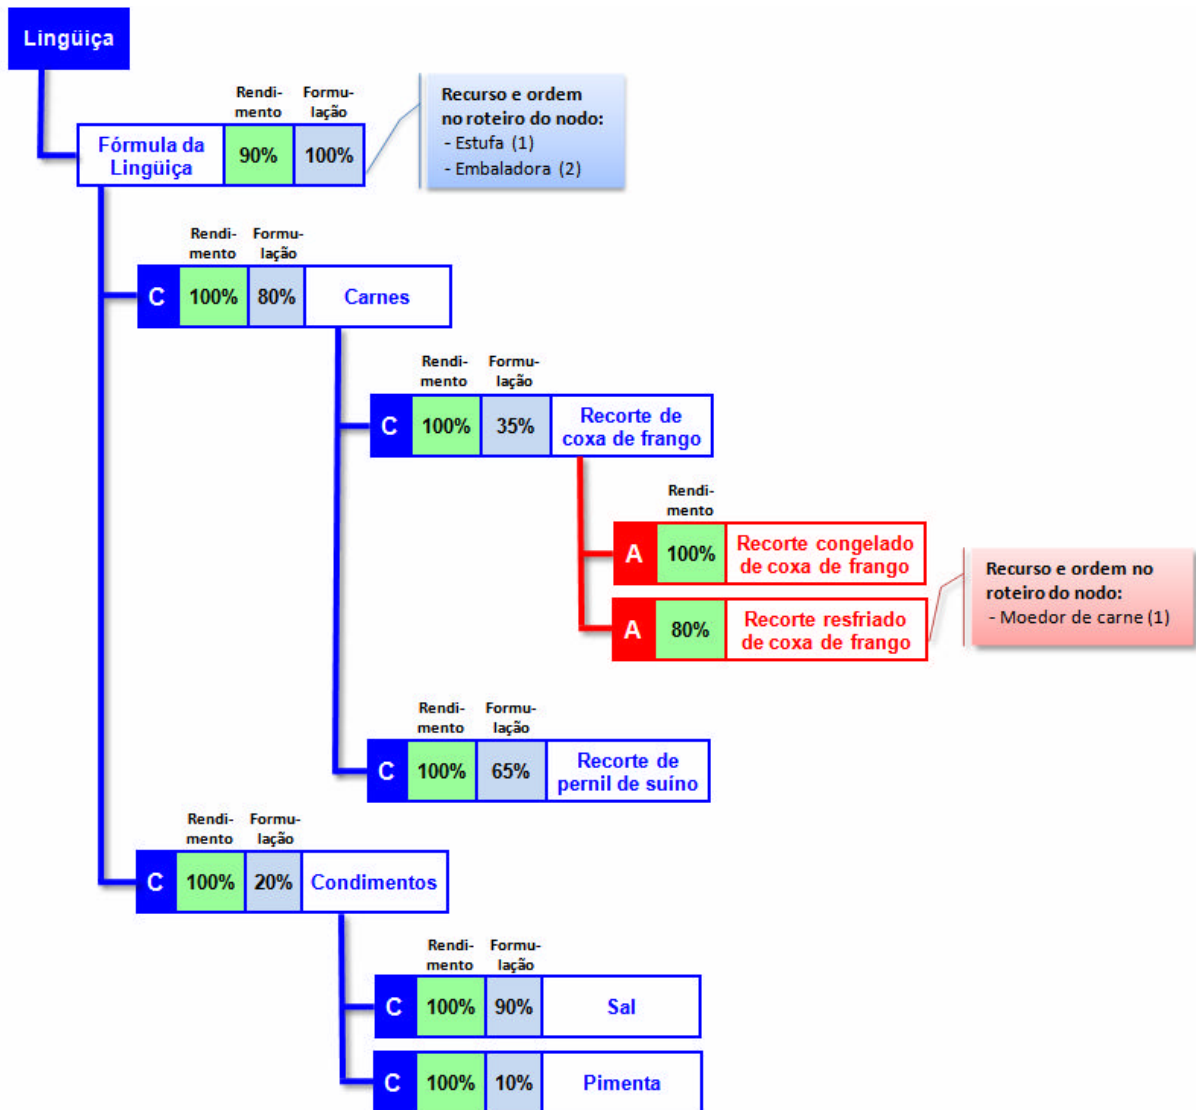 Lingüiça
Rendi-
mento
Formu-
lação
Fórmula da
Lingüiça
90%
100%
Recurso e ordem
no roteiro do nodo:
- Estufa (1)
- Embaladora (2)
Rendi-
mento
Formu-
lação
C
100%
80%
Carnes
Rendi-
mento
Formu-
lação
C
100%
35%
Recorte de
coxa de frango
Rendi-
mento
A
100%
Recorte congelado
de coxa de frango
A
80%
Recorte resfriado
de coxa de frango
Recurso e ordem no
roteiro do nodo:
- Moedor de carne (1)
Rendi-
mento
Formu-
lação
C
100%
65%
Recorte de
pernil de suíno
Rendi-
mento
Formu-
lação
C
100%
20%
Condimentos
Rendi-
mento
Formu-
lação
C
100%
90%
Sal
C
100%
10%
Pimenta